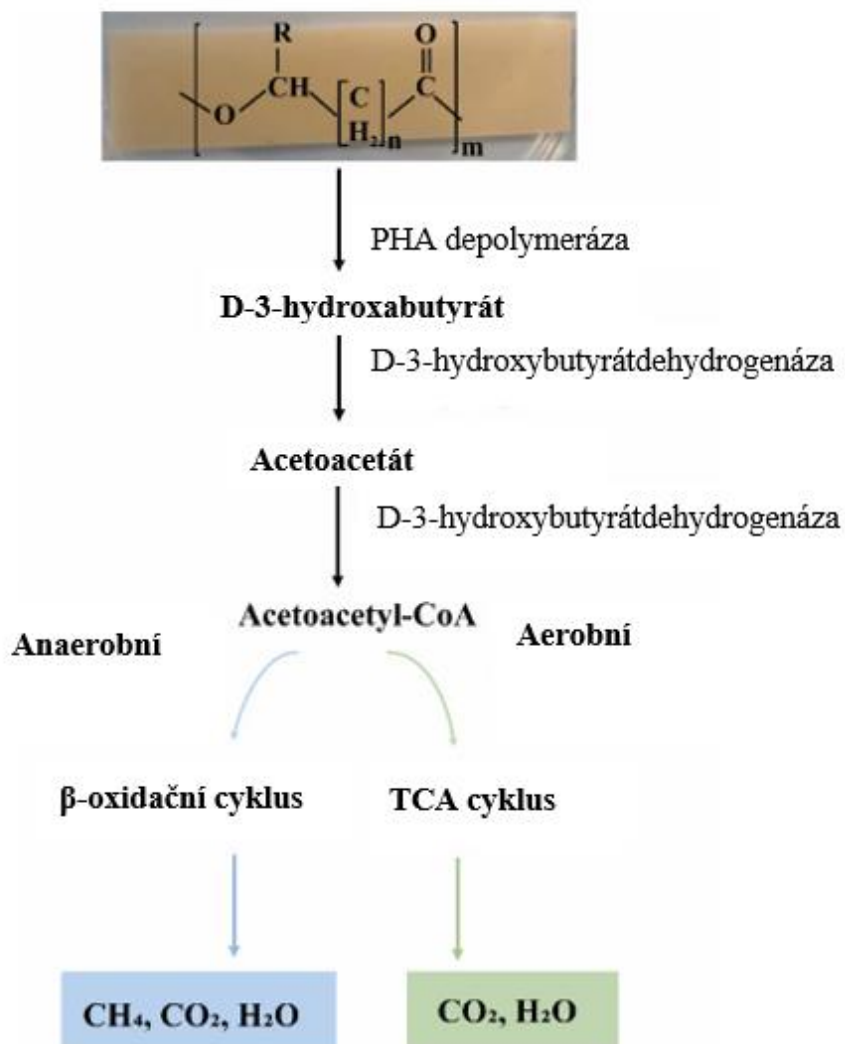 R
O
CH
C
C
O
H₂
n
m
PHA depolymeráza
D-3-hydroxabutyrát
D-3-hydroxybutyrátdehydrogenáza
Acetoacetát
D-3-hydroxybutyrátdehydrogenáza
Acetoacetyl-CoA
Anaerobní
Aerobní
β-oxidační cyklus
TCA cyklus
CH₄, CO₂, H₂O
CO₂, H₂O